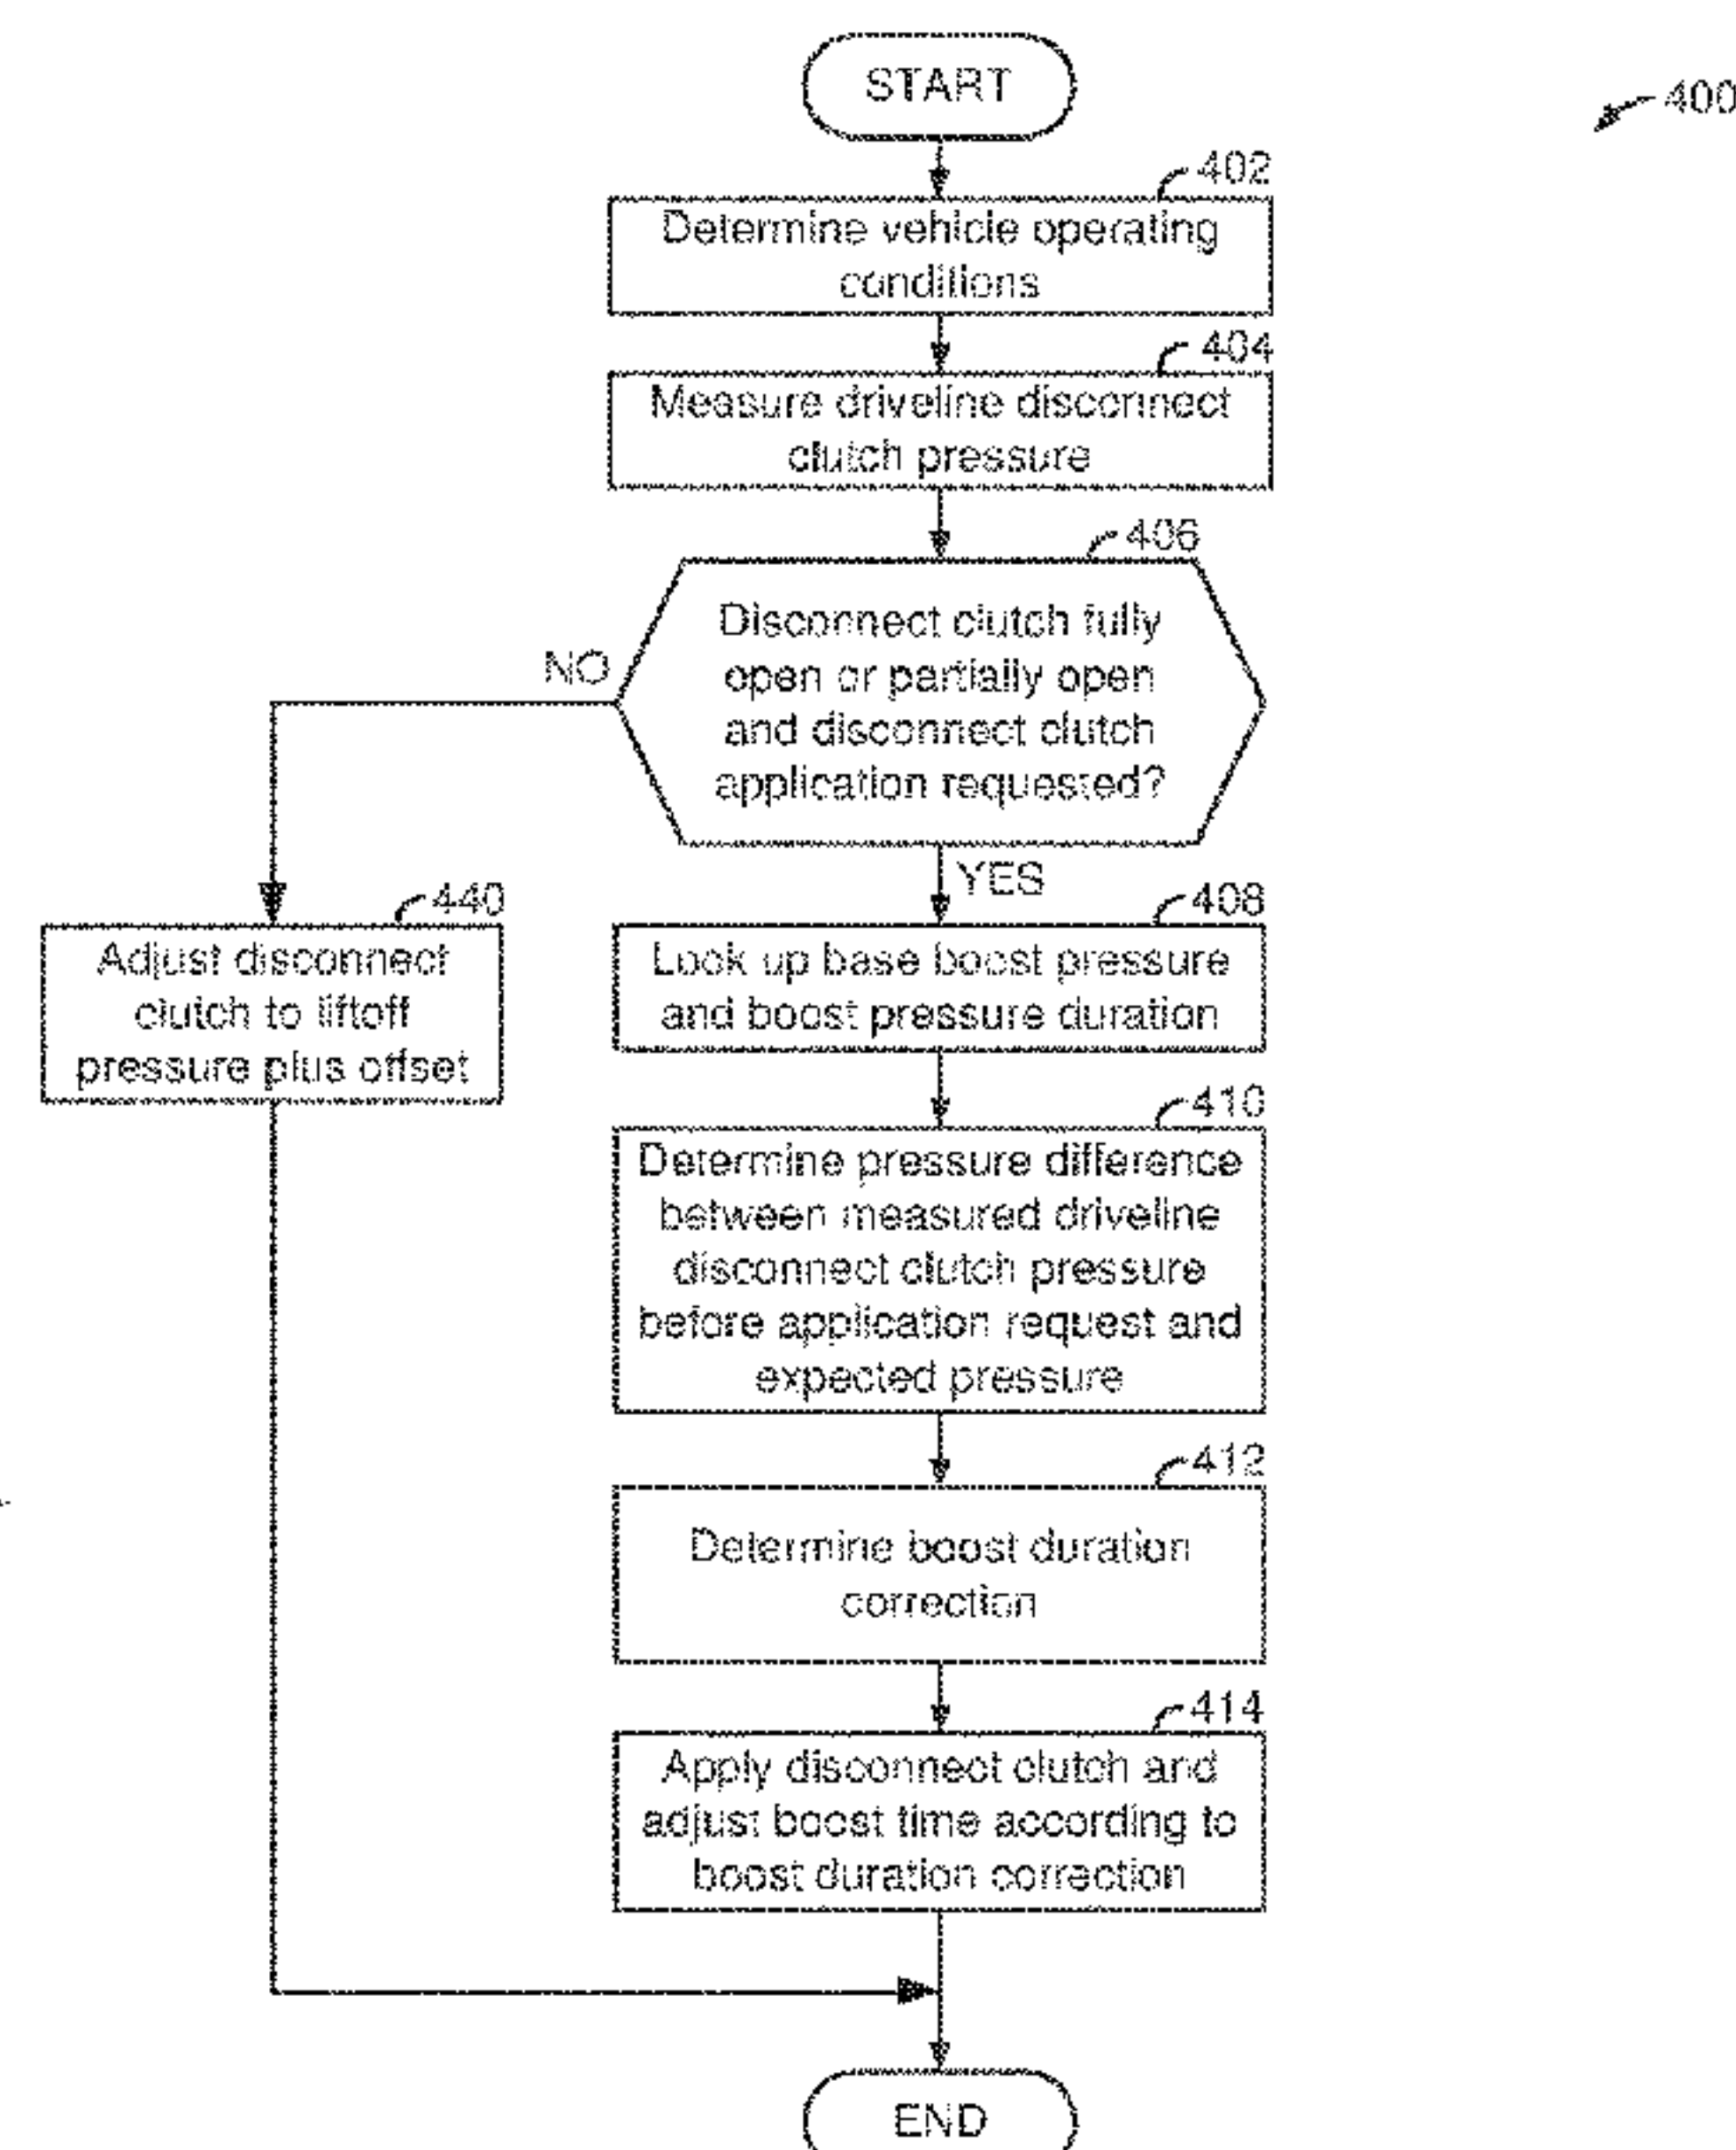 START
400
402
Determine vehicle operating
conditions
404
Measure driveline disconnect
clutch pressure
406
Disconnect clutch fully
open or partially open
and disconnect clutch
application requested?
NO
YES
440
Adjust disconnect
clutch to liftoff
pressure plus offset
408
Look up base boost pressure
and boost pressure duration
410
Determine pressure difference
between measured driveline
disconnect clutch pressure
before application request and
expected pressure
412
Determine boost duration
correction
414
Apply disconnect clutch and
adjust boost time according to
boost duration correction
END